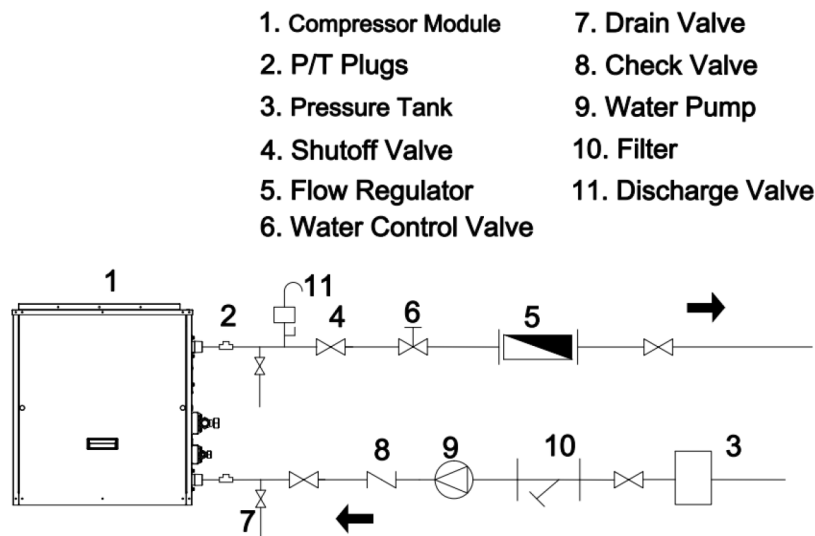 1. Compressor Module
2. P/T Plugs
3. Pressure Tank
4. Shutoff Valve
5. Flow Regulator
6. Water Control Valve
7. Drain Valve
8. Check Valve
9. Water Pump
10. Filter
11. Discharge Valve
1
2
11
4
6
5
8
9
10
3
7